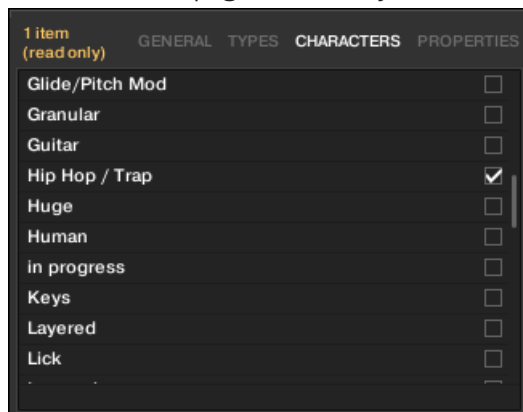 1 item
(read only)
GENERAL TYPES CHARACTERS PROPERTIES
Glide/Pitch Mod
Granular
Guitar
Hip Hop / Trap
Huge
Human
in progress
Keys
Layered
Lick